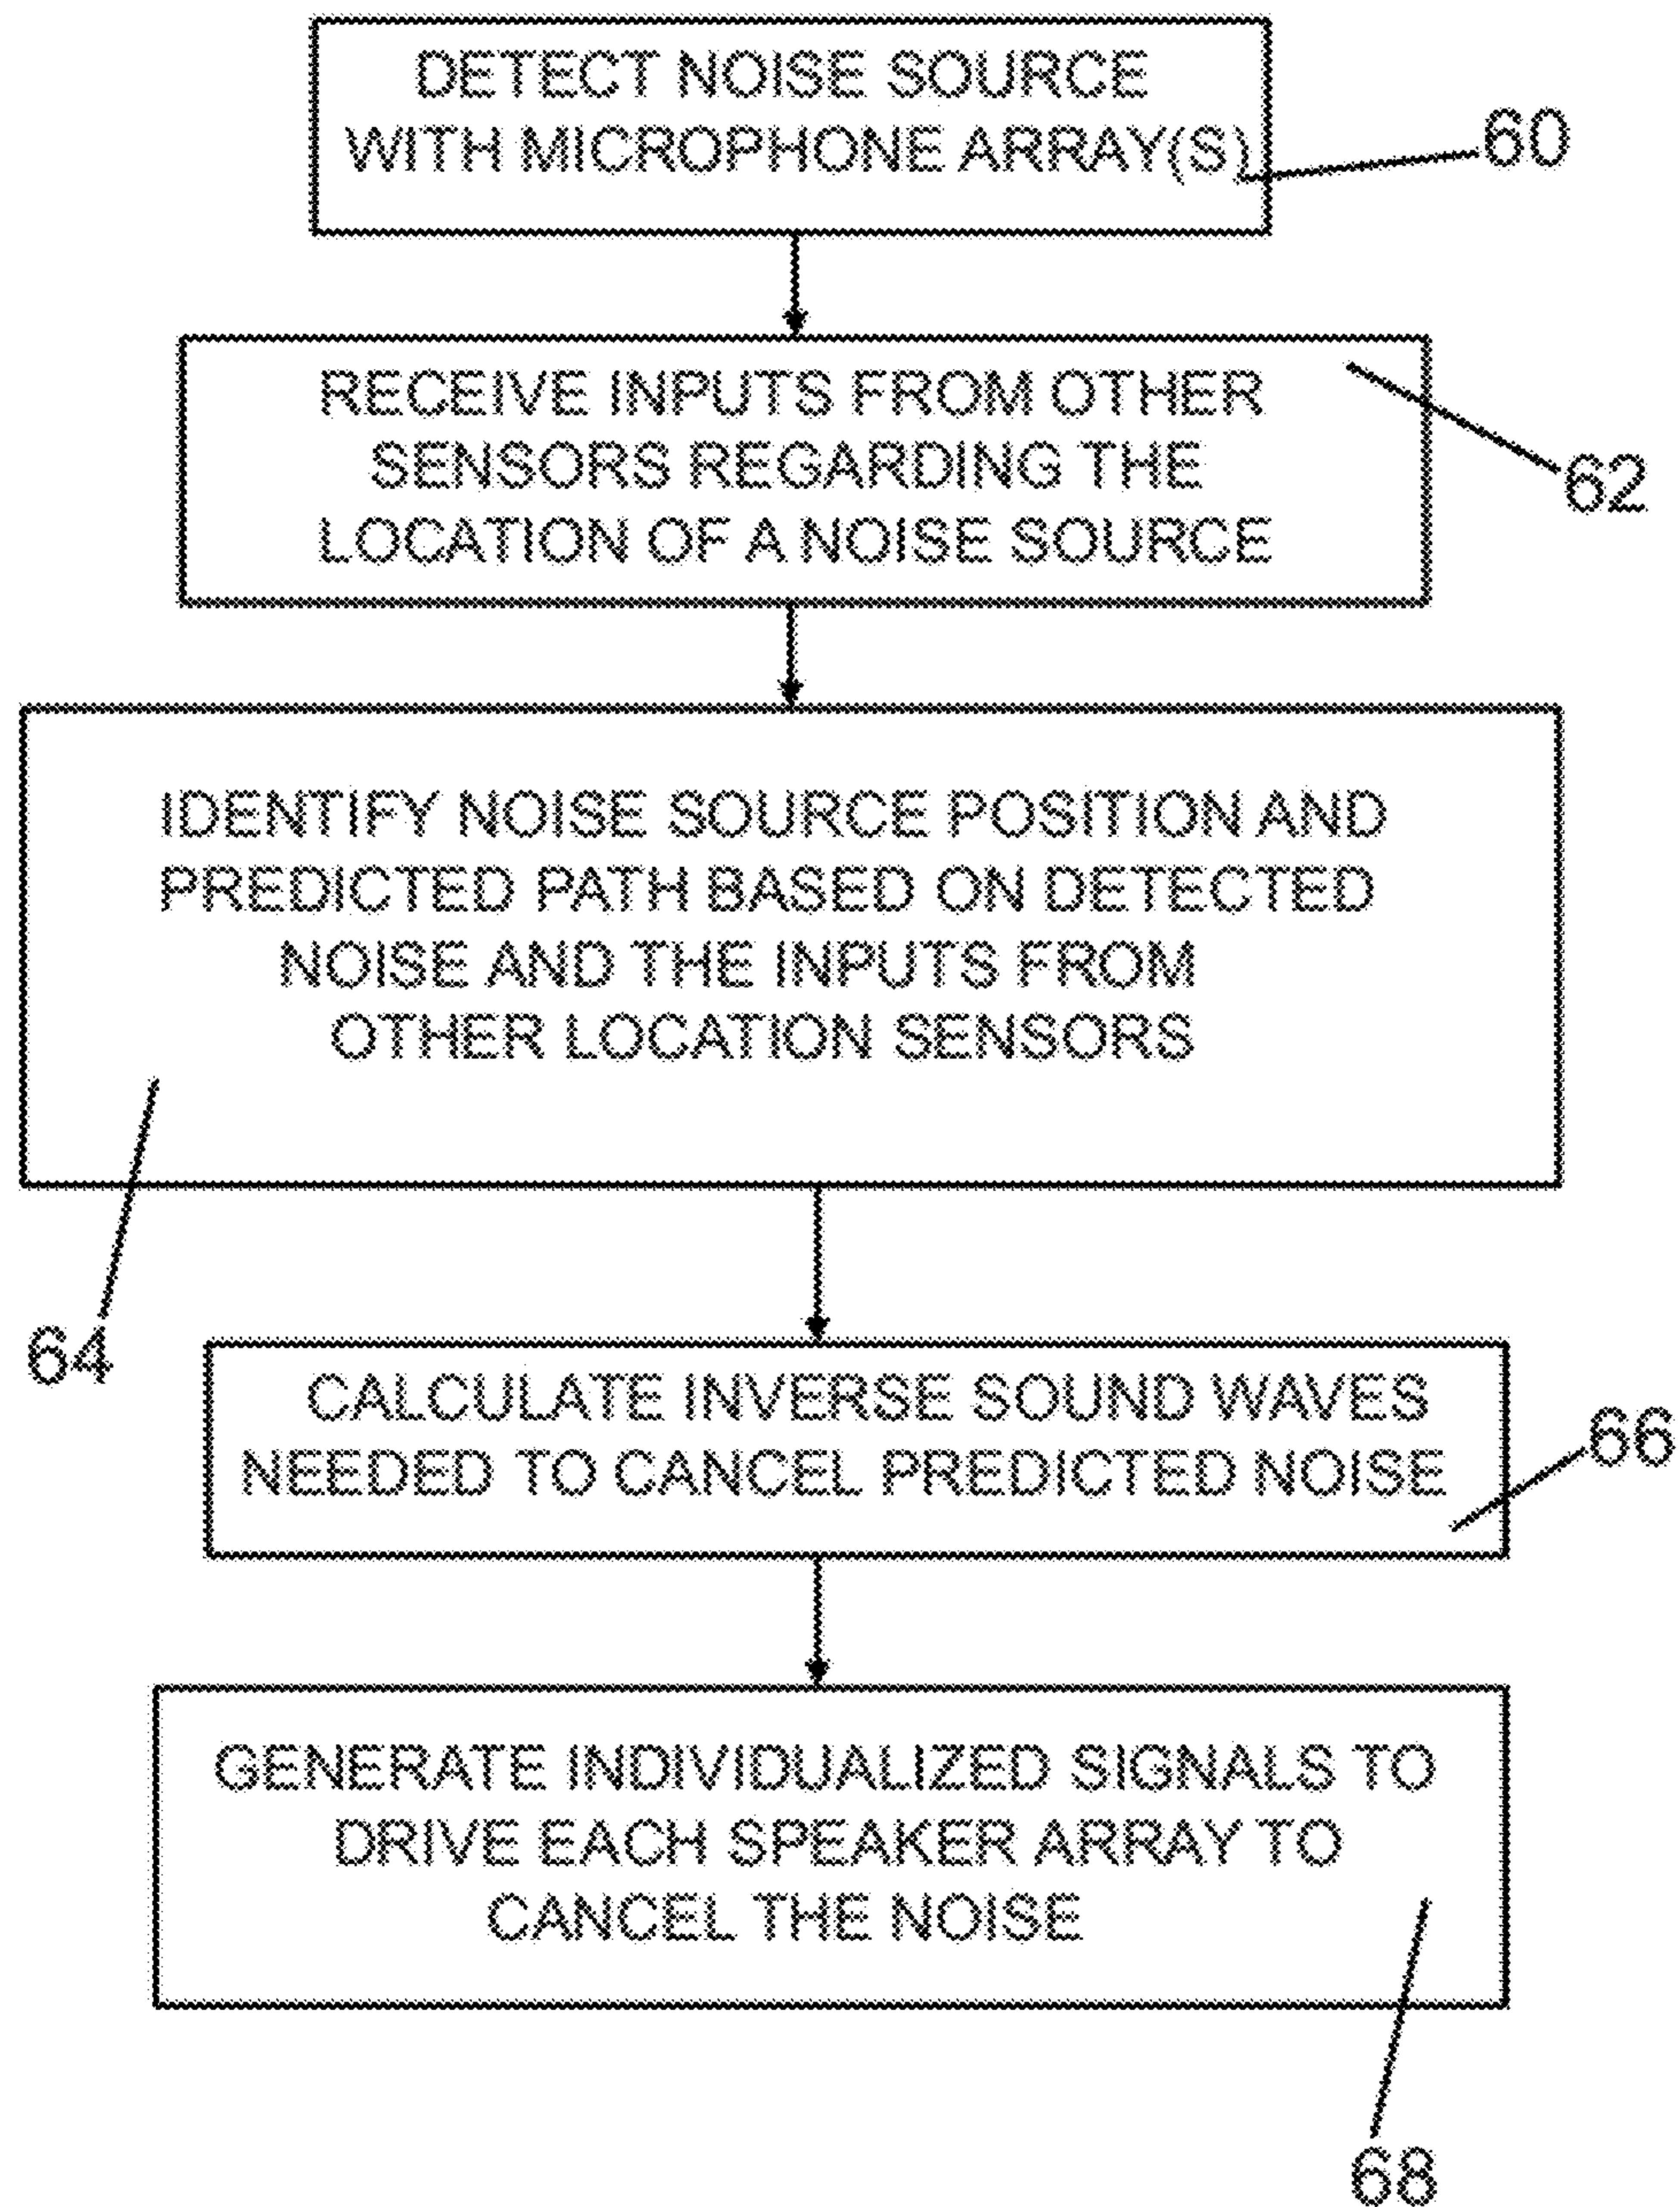 DETECT NOISE SOURCE
WITH MICROPHONE ARRAY(S)
60
RECEIVE INPUTS FROM OTHER
SENSORS REGARDING THE
LOCATION OF A NOISE SOURCE
62
IDENTIFY NOISE SOURCE POSITION AND
PREDICTED PATH BASED ON DETECTED
NOISE AND THE INPUTS FROM
OTHER LOCATION SENSORS
64
CALCULATE INVERSE SOUND WAVES
NEEDED TO CANCEL PREDICTED NOISE
66
GENERATE INDIVIDUALIZED SIGNALS TO
DRIVE EACH SPEAKER ARRAY TO
CANCEL THE NOISE
68